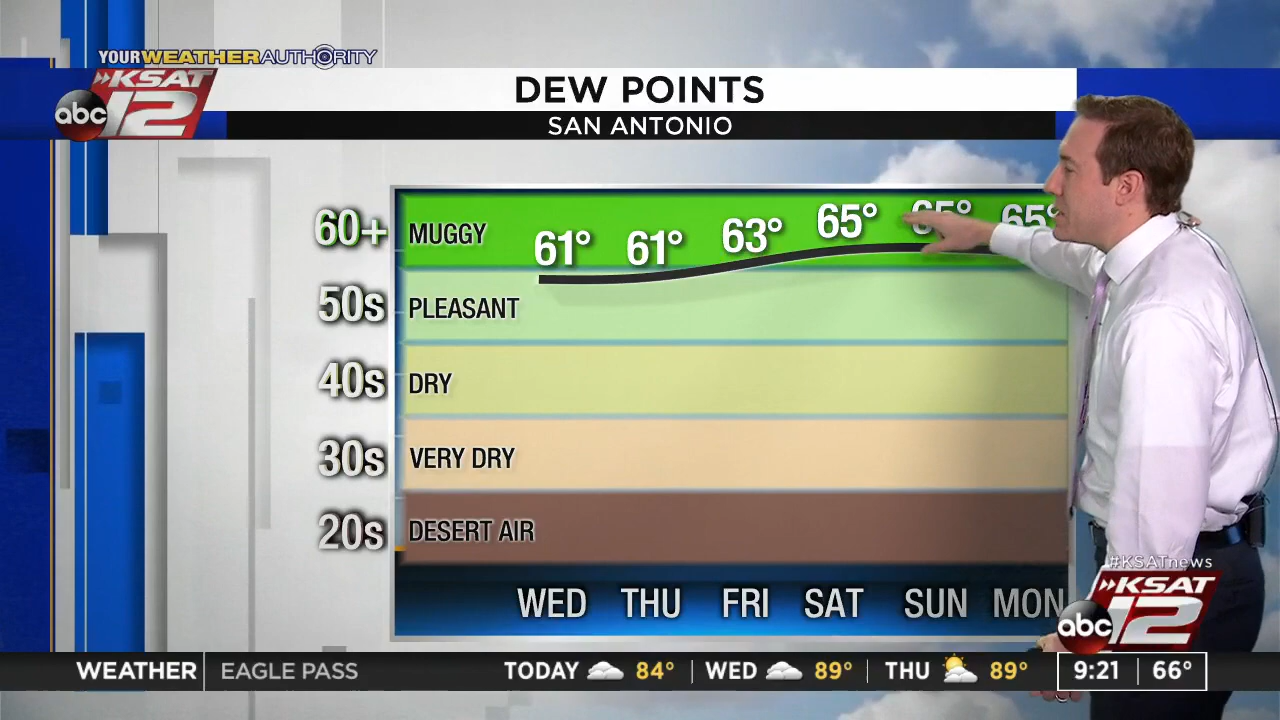 YOURWEATHERAUTHORITY
KSAT
abc 12
DEW POINTS
SAN ANTONIO
60+ MUGGY 61° 61° 63° 65° 65° 65°
50s PLEASANT
40s DRY
30s VERY DRY
20s DESERT AIR
WED THU FRI SAT SUN MON
#KSATnews
KSAT
abc 12
WEATHER EAGLE PASS TODAY 84° WED 89° THU 89° 9:21 66°